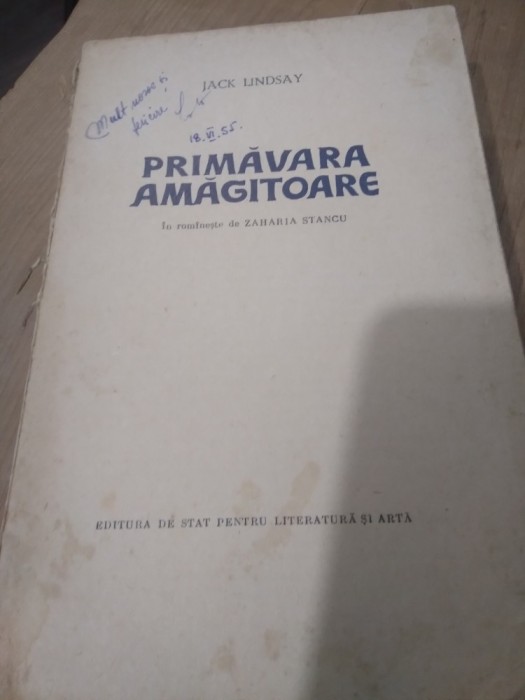 JACK LINDSAY
Mult noroc și
fericire!
18.VI.55.
PRIMĂVARA
AMĂGITOARE
În romînește de ZAHARIA STANCU
EDITURA DE STAT PENTRU LITERATURĂ ȘI ARTĂ